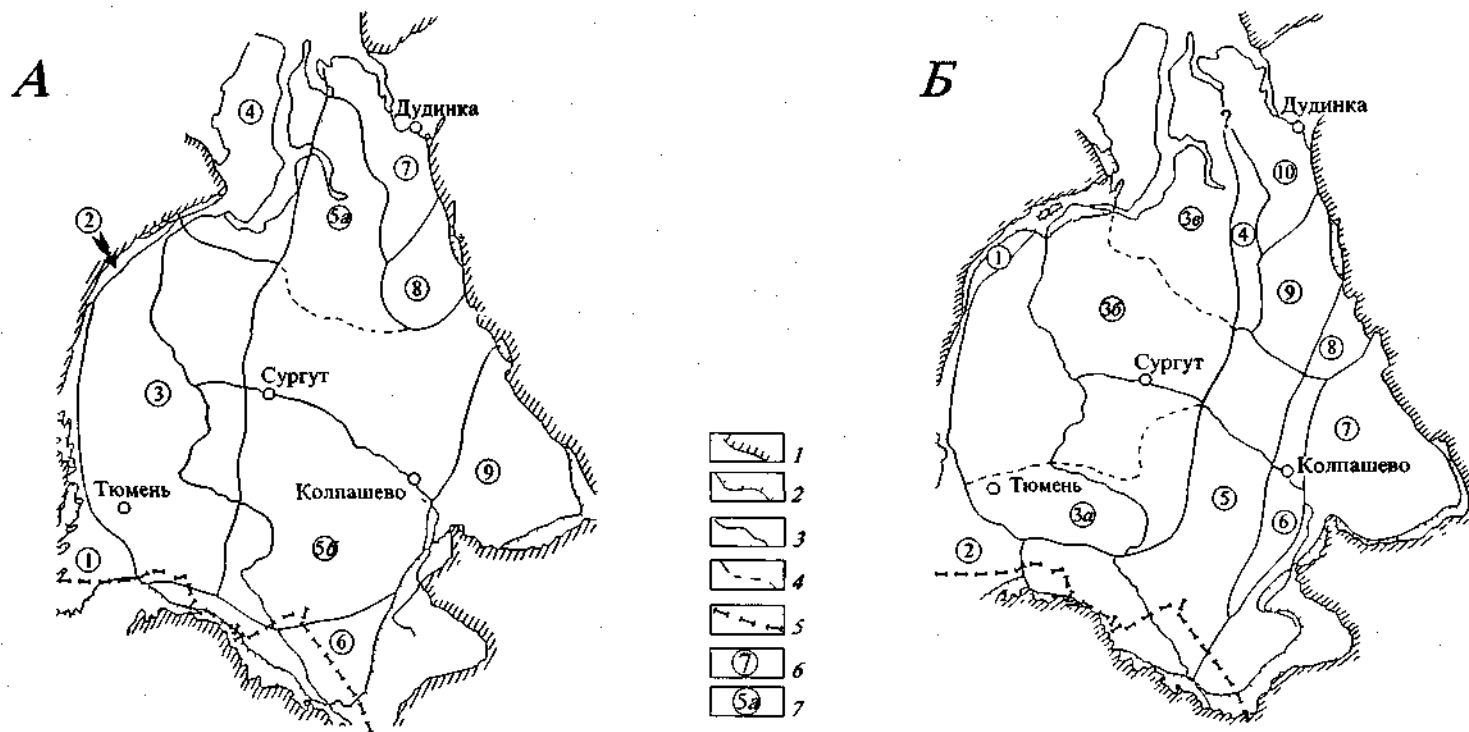 А
④
Дудинка
⑦
②
5а
⑧
Сургут
③
⑨
Тюмень
Колпашево
5б
①
⑥
1
2
3
4
5
⑦ 6
5а 7
Б
Дудинка
⑩
3в
④
①
⑨
3б
⑧
Сургут
⑦
Колпашево
Тюмень
3а
⑤
⑥
②
?